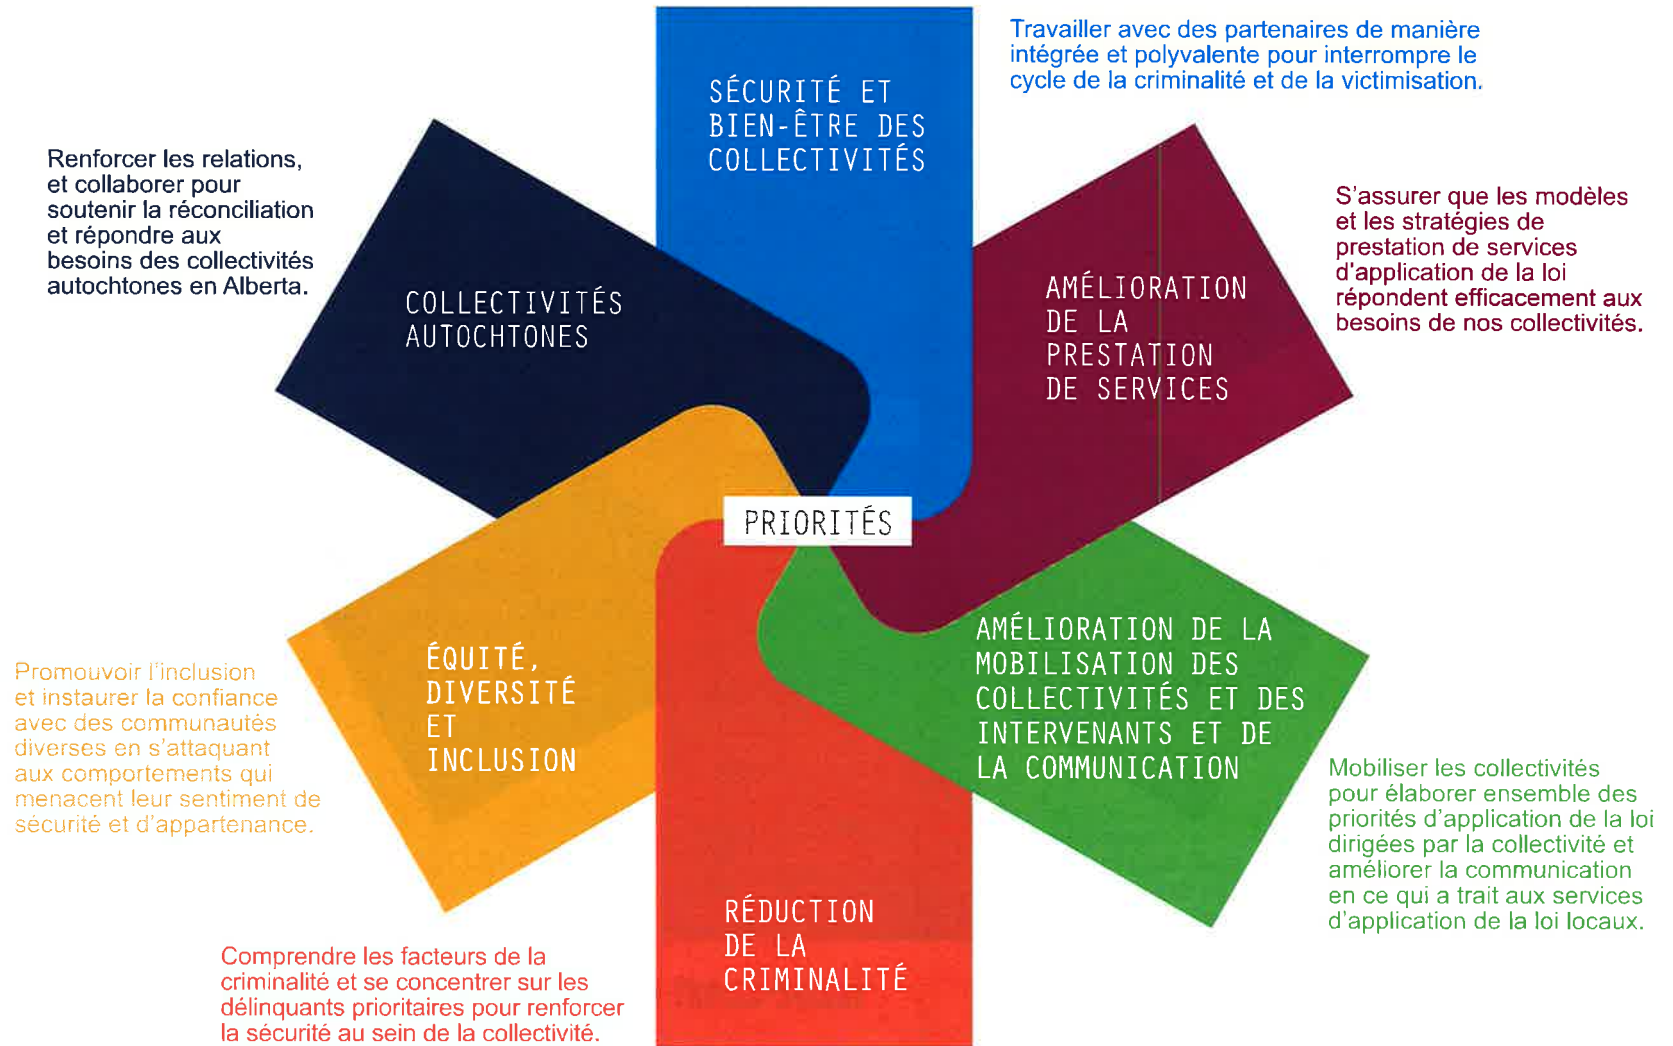 SÉCURITÉ ET
BIEN-ÊTRE DES
COLLECTIVITÉS
Travailler avec des partenaires de manière
intégrée et polyvalente pour interrompre le
cycle de la criminalité et de la victimisation.
AMÉLIORATION
DE LA
PRESTATION
DE SERVICES
S'assurer que les modèles
et les stratégies de
prestation de services
d'application de la loi
répondent efficacement aux
besoins de nos collectivités.
AMÉLIORATION DE LA
MOBILISATION DES
COLLECTIVITÉS ET DES
INTERVENANTS ET DE
LA COMMUNICATION
Mobiliser les collectivités
pour élaborer ensemble des
priorités d'application de la loi
dirigées par la collectivité et
améliorer la communication
en ce qui a trait aux services
d'application de la loi locaux.
RÉDUCTION
DE LA
CRIMINALITÉ
Comprendre les facteurs de la
criminalité et se concentrer sur les
délinquants prioritaires pour renforcer
la sécurité au sein de la collectivité.
ÉQUITÉ,
DIVERSITÉ
ET
INCLUSION
Promouvoir l'inclusion
et instaurer la confiance
avec des communautés
diverses en s'attaquant
aux comportements qui
menacent leur sentiment de
sécurité et d'appartenance.
COLLECTIVITÉS
AUTOCHTONES
Renforcer les relations,
et collaborer pour
soutenir la réconciliation
et répondre aux
besoins des collectivités
autochtones en Alberta.
PRIORITÉS